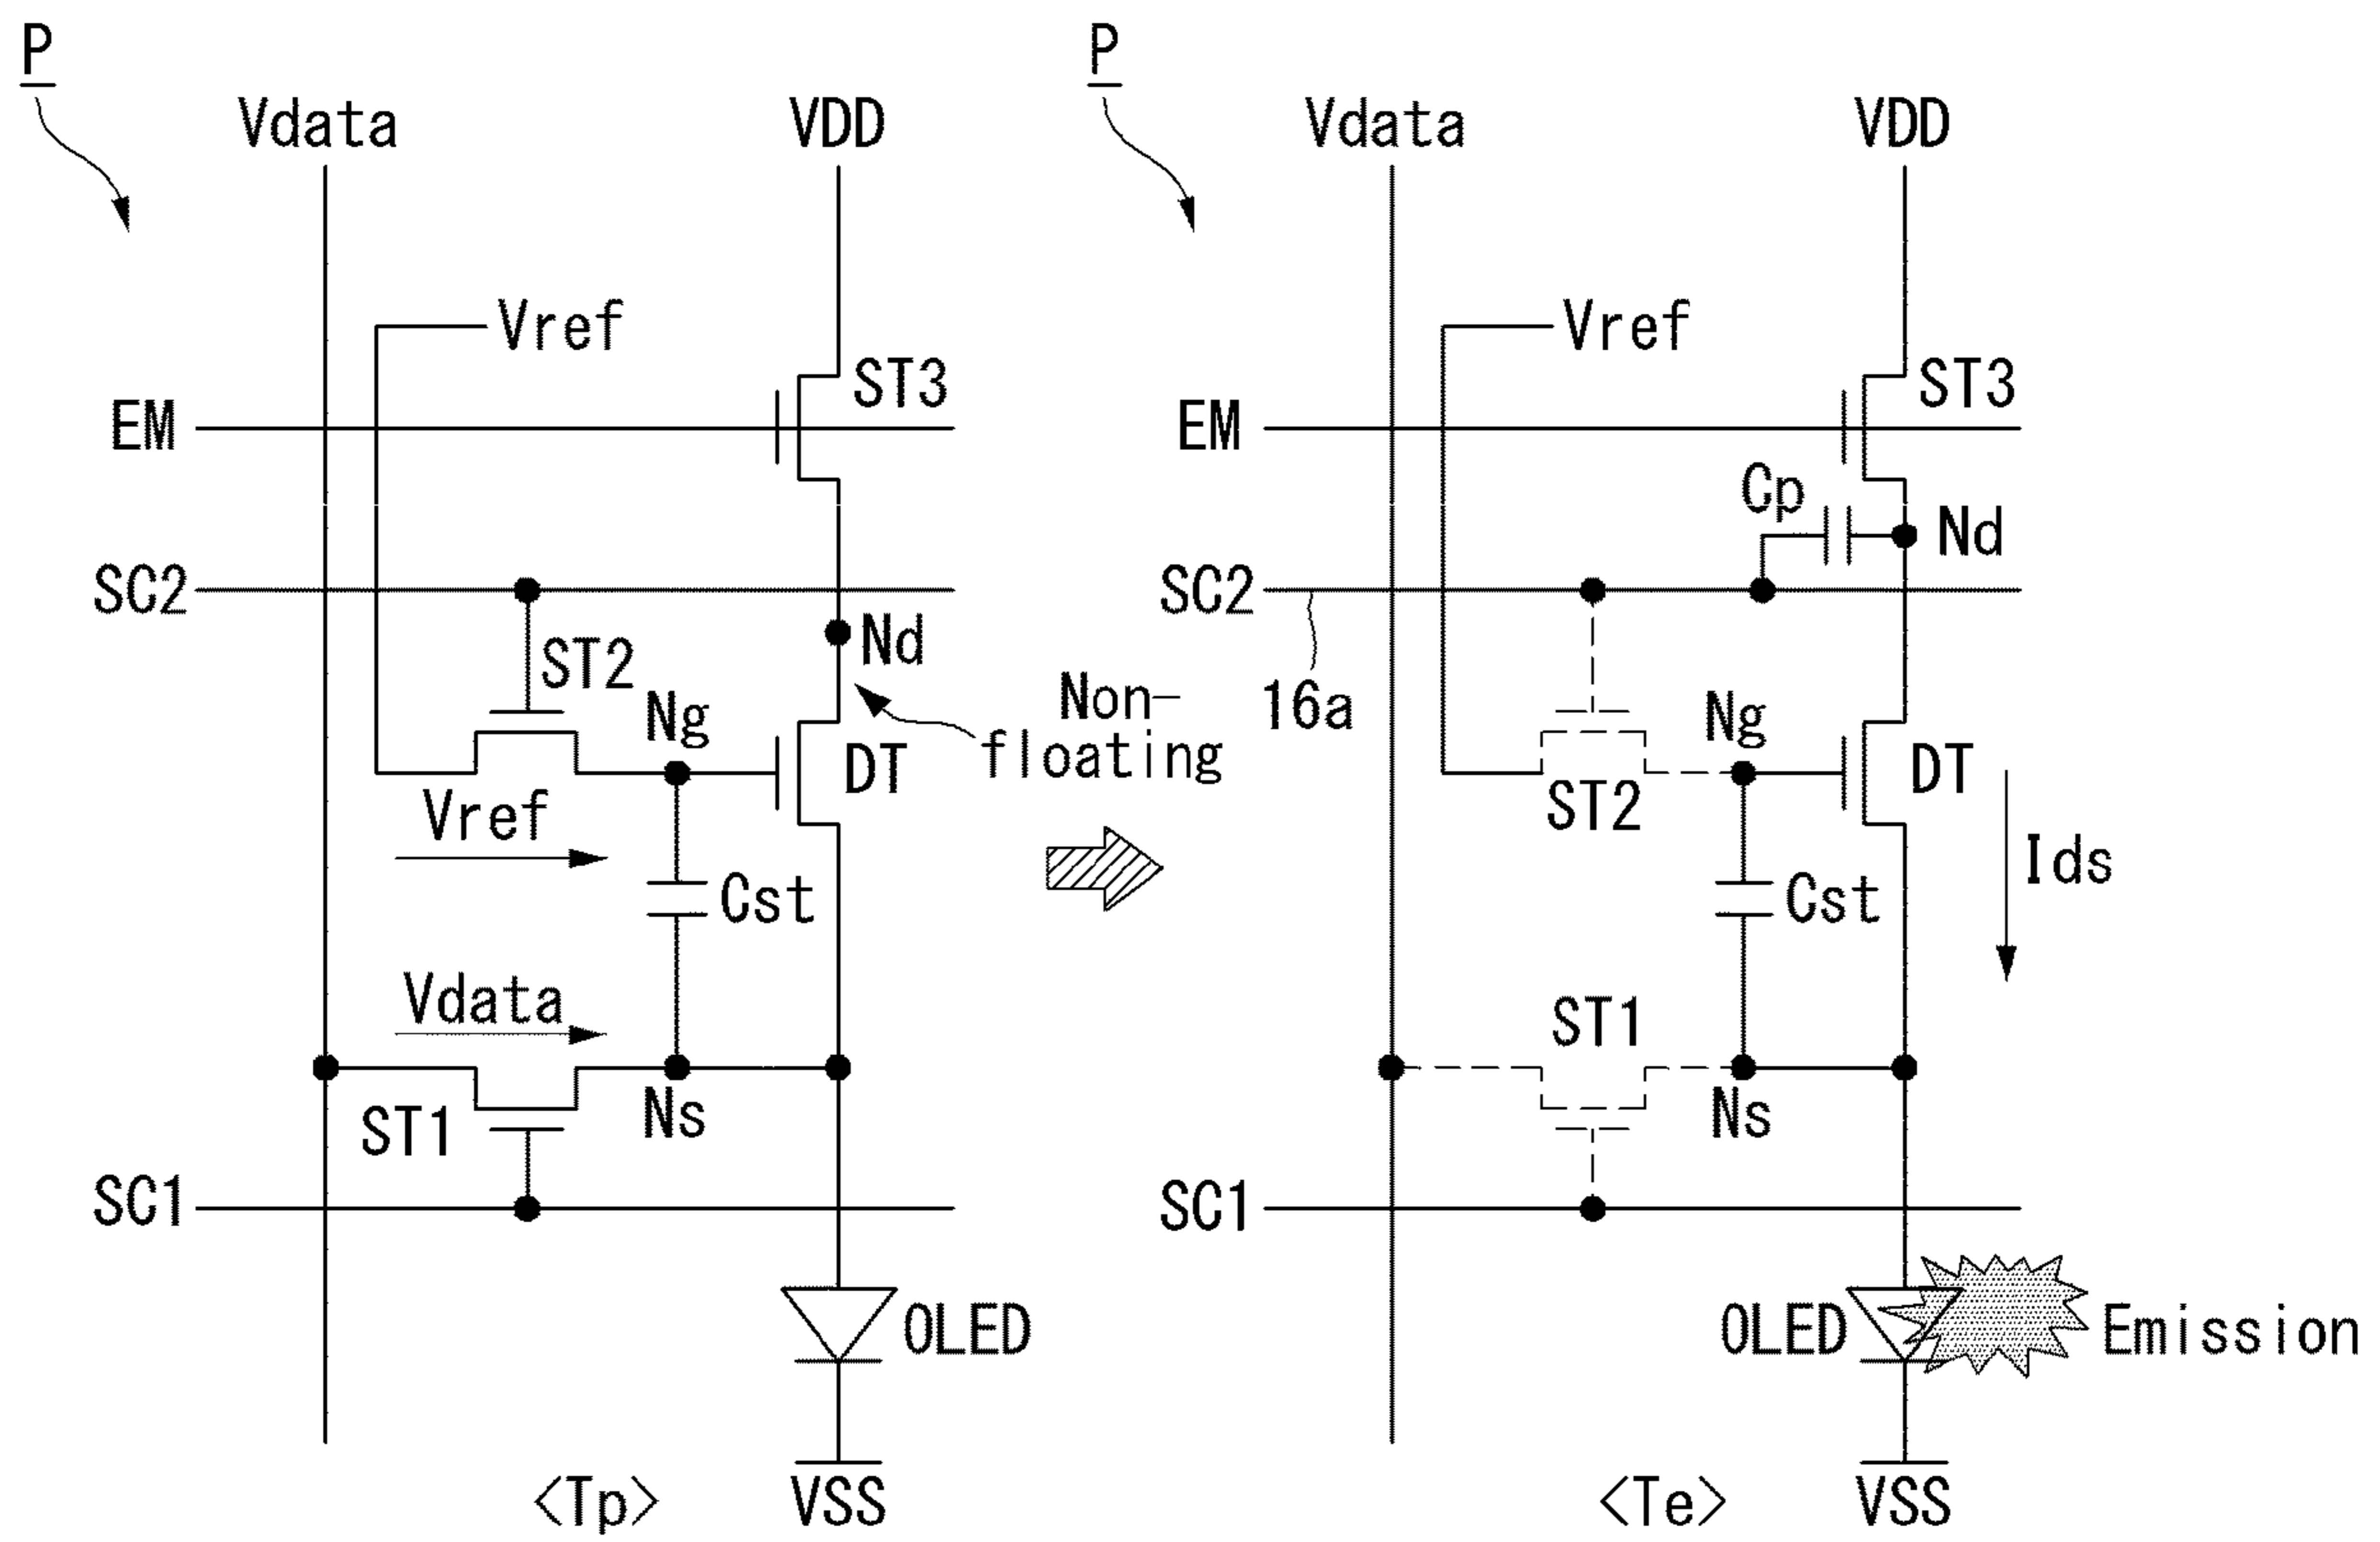 P
Vdata
VDD
Vref
ST3
EM
SC2
Nd
ST2
Ng
Non-
floating
DT
Vref
Cst
Vdata
ST1
Ns
SC1
OLED
<Tp>
VSS
P
Vdata
VDD
Vref
ST3
EM
Cp
Nd
SC2
16a
Ng
DT
ST2
Ids
Cst
ST1
Ns
SC1
OLED
Emission
<Te>
VSS